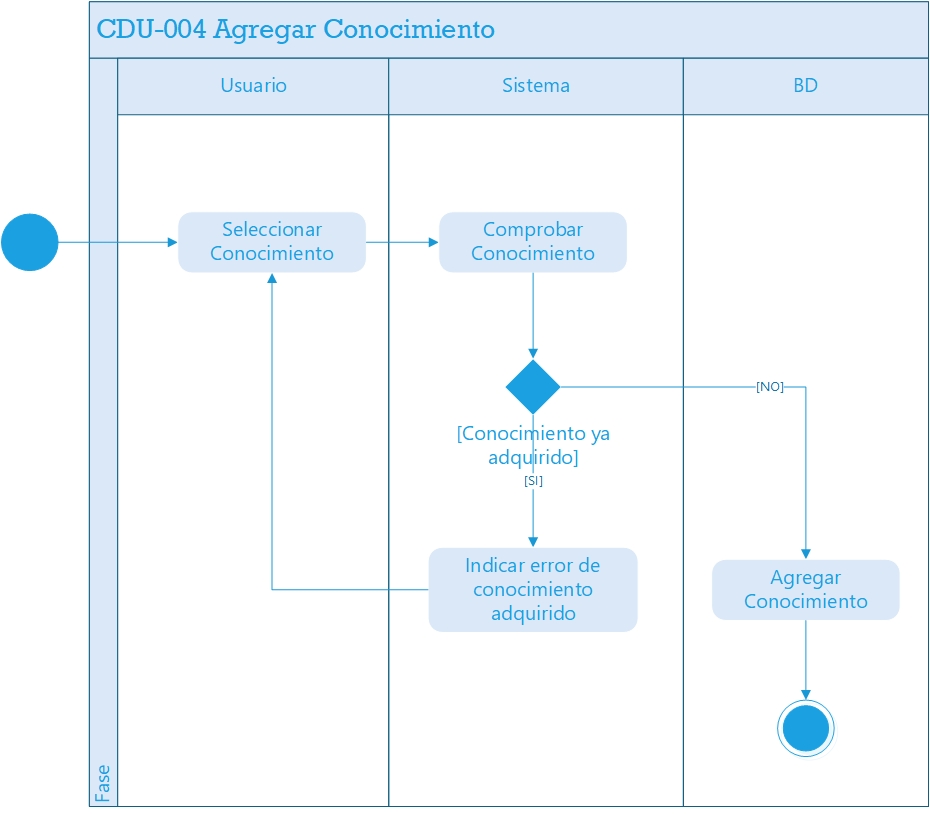 CDU-004 Agregar Conocimiento
Usuario
Sistema
BD
Seleccionar
Conocimiento
Comprobar
Conocimiento
[NO]
[Conocimiento ya
adquirido]
[SI]
Indicar error de
conocimiento
adquirido
Agregar
Conocimiento
Fase